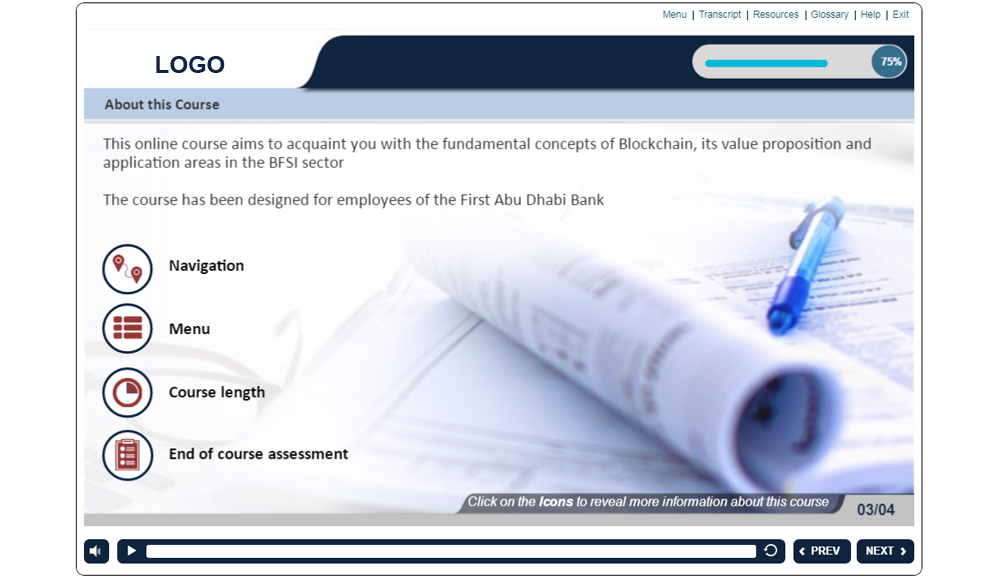 Menu | Transcript | Resources | Glossary | Help | Exit
LOGO
75%
About this Course
This online course aims to acquaint you with the fundamental concepts of Blockchain, its value proposition and
application areas in the BFSI sector
The course has been designed for employees of the First Abu Dhabi Bank
Navigation
Menu
Course length
End of course assessment
Click on the Icons to reveal more information about this course
03/04
PREV
NEXT